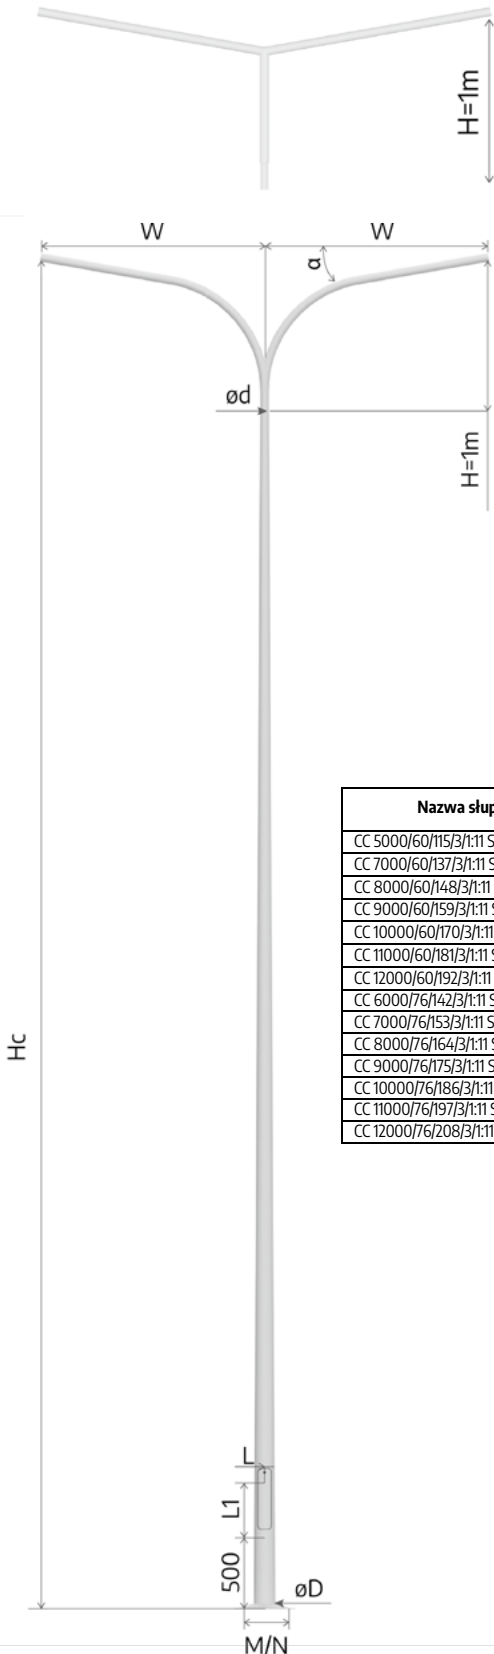 H=1m
W
W
α
ød
H=1m
Nazwa słup
CC 5000/60/115/3/1:11 S
CC 7000/60/137/3/1:11 S
CC 8000/60/148/3/1:11
CC 9000/60/159/3/1:11 S
CC 10000/60/170/3/1:11
CC 11000/60/181/3/1:11 S
CC 12000/60/192/3/1:11
CC 6000/76/142/3/1:11 S
CC 7000/76/153/3/1:11 S
CC 8000/76/164/3/1:11 S
CC 9000/76/175/3/1:11 S
CC 10000/76/186/3/1:11
CC 11000/76/197/3/1:11 S
CC 12000/76/208/3/1:11
Hc
L
L1
500
øD
M/N